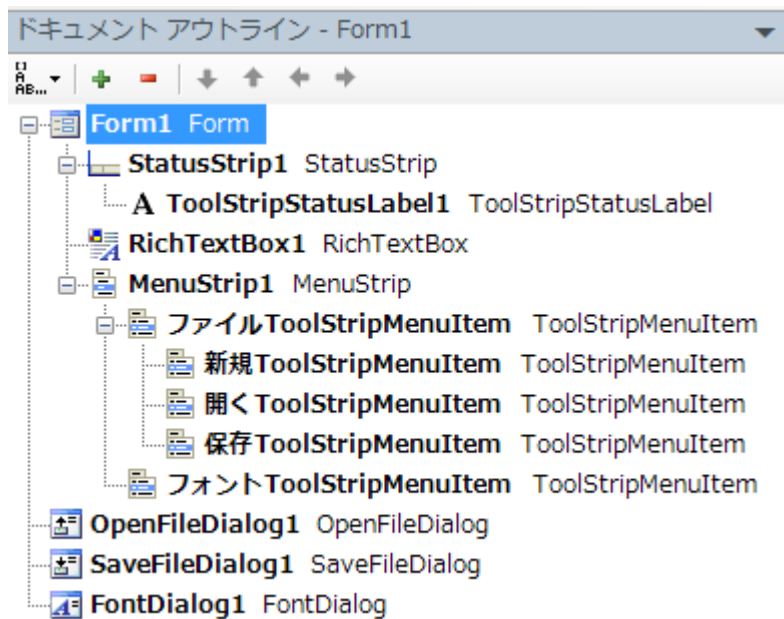 ドキュメント アウトライン - Form1
Form1 Form
StatusStrip1 StatusStrip
A ToolStripStatusLabel1 ToolStripStatusLabel
RichTextBox1 RichTextBox
MenuStrip1 MenuStrip
ファイルToolStripMenuItem ToolStripMenuItem
新規ToolStripMenuItem ToolStripMenuItem
開くToolStripMenuItem ToolStripMenuItem
保存ToolStripMenuItem ToolStripMenuItem
フォントToolStripMenuItem ToolStripMenuItem
OpenFileDialog1 OpenFileDialog
SaveFileDialog1 SaveFileDialog
FontDialog1 FontDialog